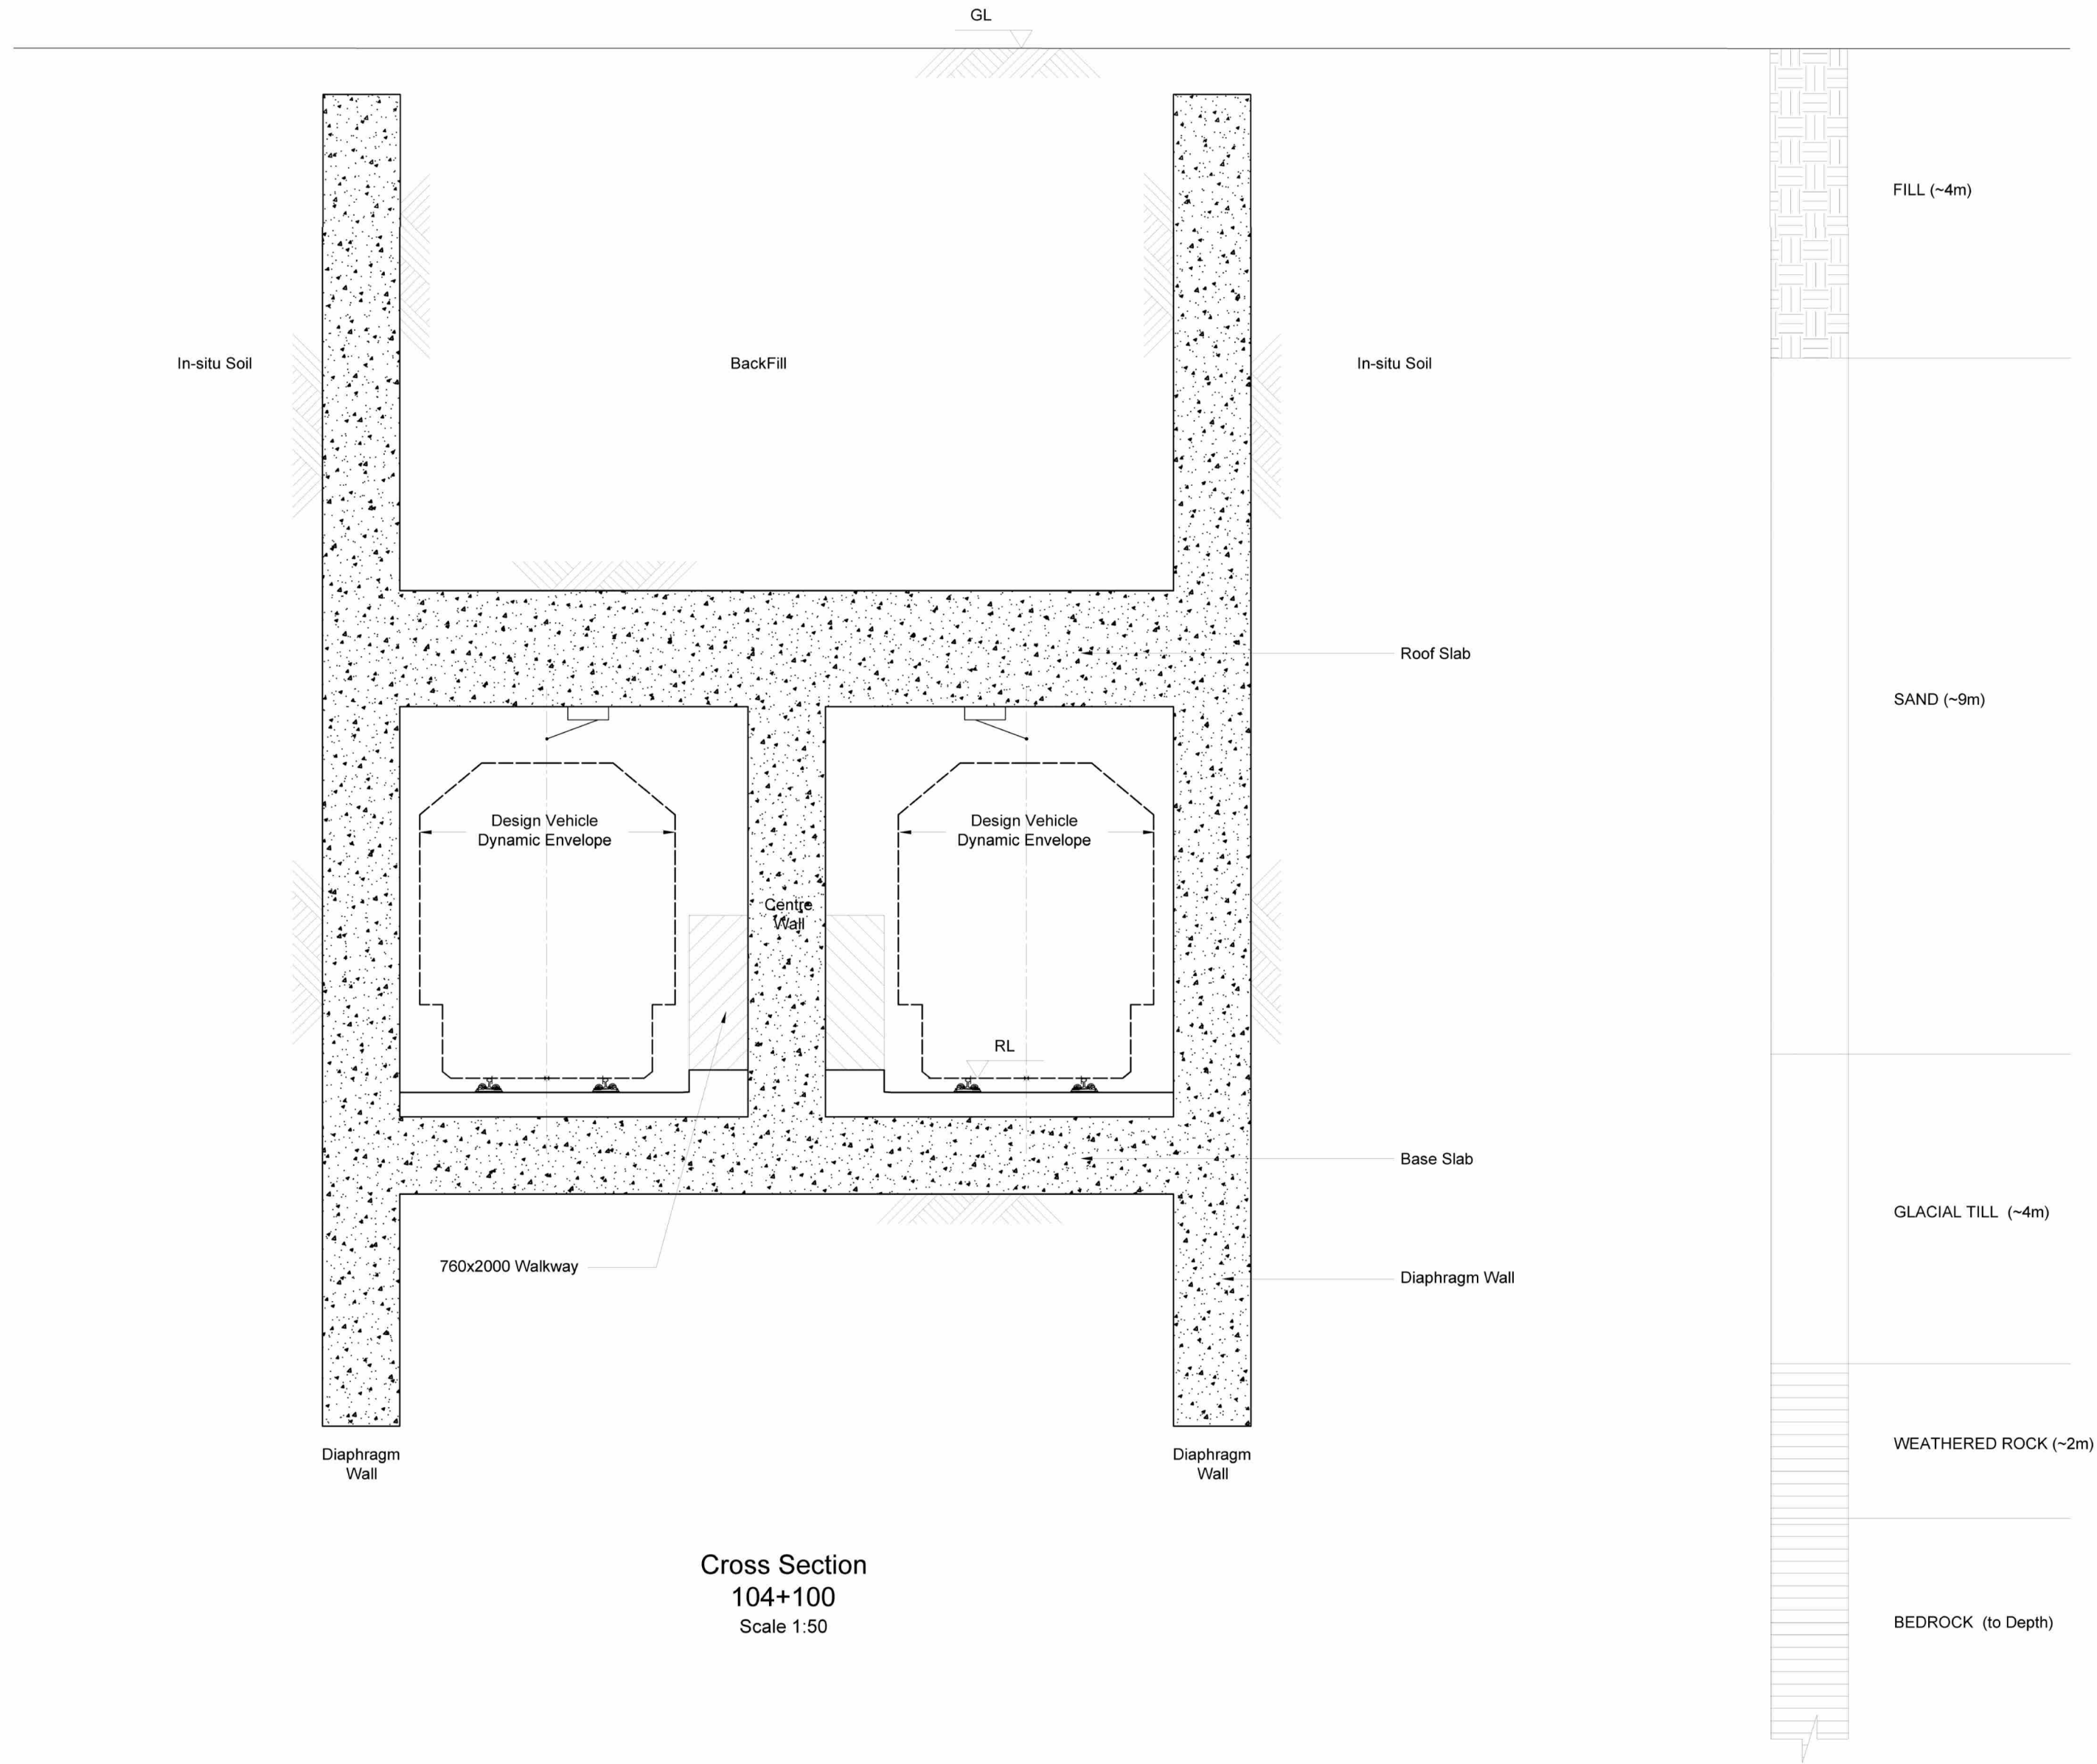 GL
FILL (~4m)
In-situ Soil
BackFill
In-situ Soil
Roof Slab
SAND (~9m)
Design Vehicle
Dynamic Envelope
Design Vehicle
Dynamic Envelope
Centre
Wall
RL
Base Slab
GLACIAL TILL (~4m)
760x2000 Walkway
Diaphragm Wall
Diaphragm
Wall
Diaphragm
Wall
WEATHERED ROCK (~2m)
Cross Section
104+100
Scale 1:50
BEDROCK (to Depth)